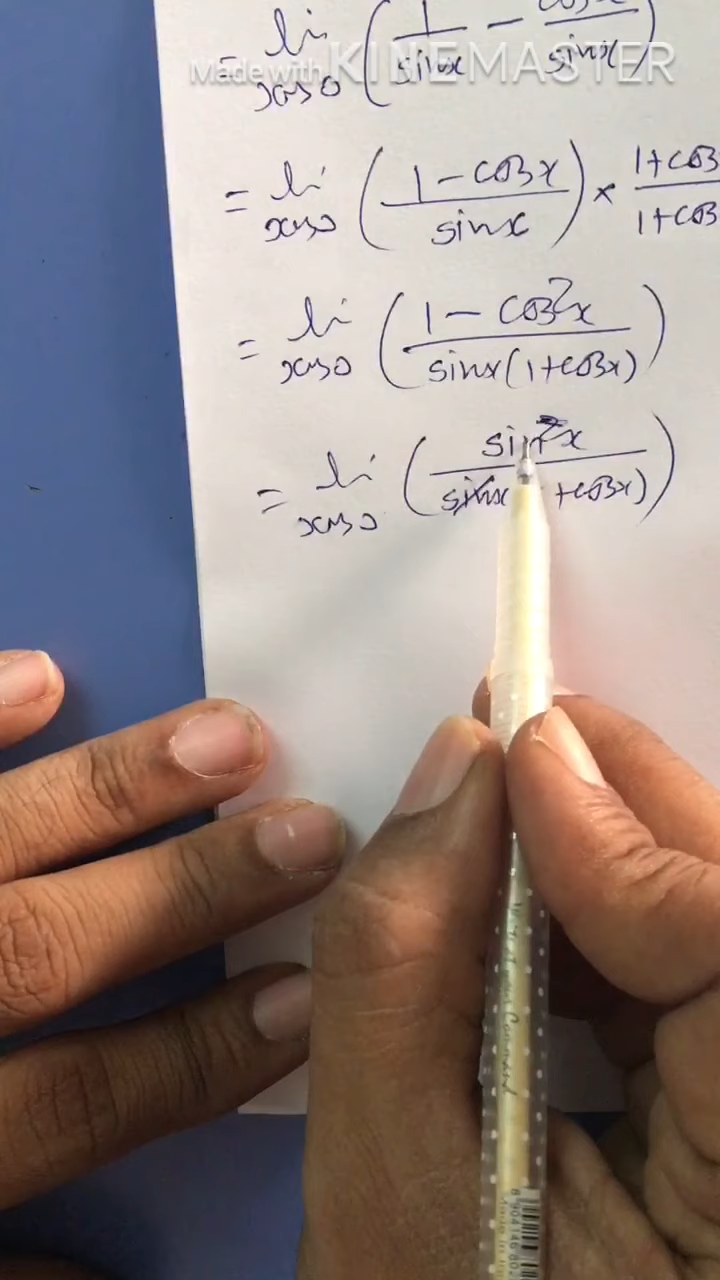 = lim x→0 (1/sinx − cosx/sinx)
Made with KINEMASTER
= lim x→0 (1-cosx/sinx) × 1+cos/1+cos
= lim x→0 (1-cos²x/sinx(1+cosx))
= lim x→0 (sin²x/sinx +cosx)